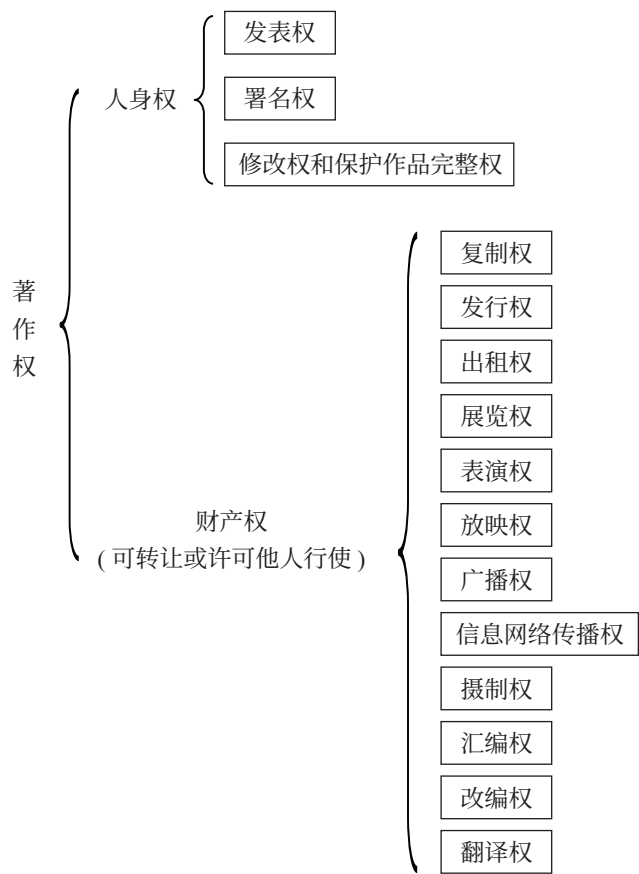 著作权
人身权
发表权
署名权
修改权和保护作品完整权
财产权
(可转让或许可他人行使)
复制权
发行权
出租权
展览权
表演权
放映权
广播权
信息网络传播权
摄制权
汇编权
改编权
翻译权